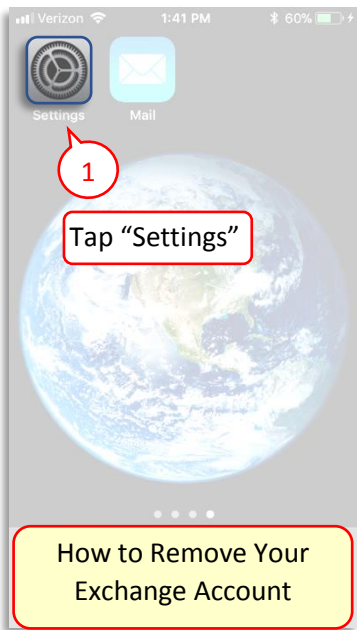 Verizon 1:41 PM 60%
Settings Mail
1
Tap “Settings”
How to Remove Your
Exchange Account